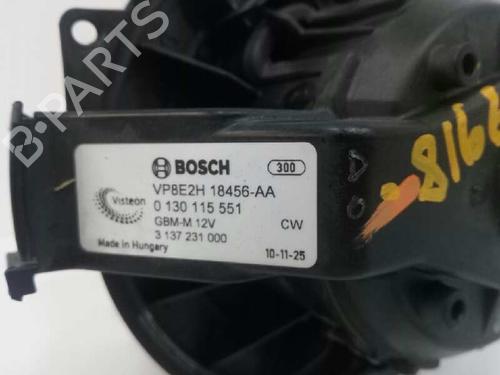 BOSCH 300
VP8E2H 18456-AA
Visteon 0 130 115 551
GBM-M 12V CW
3 137 231 000
Made in Hungary 10-11-25
B-PARTS